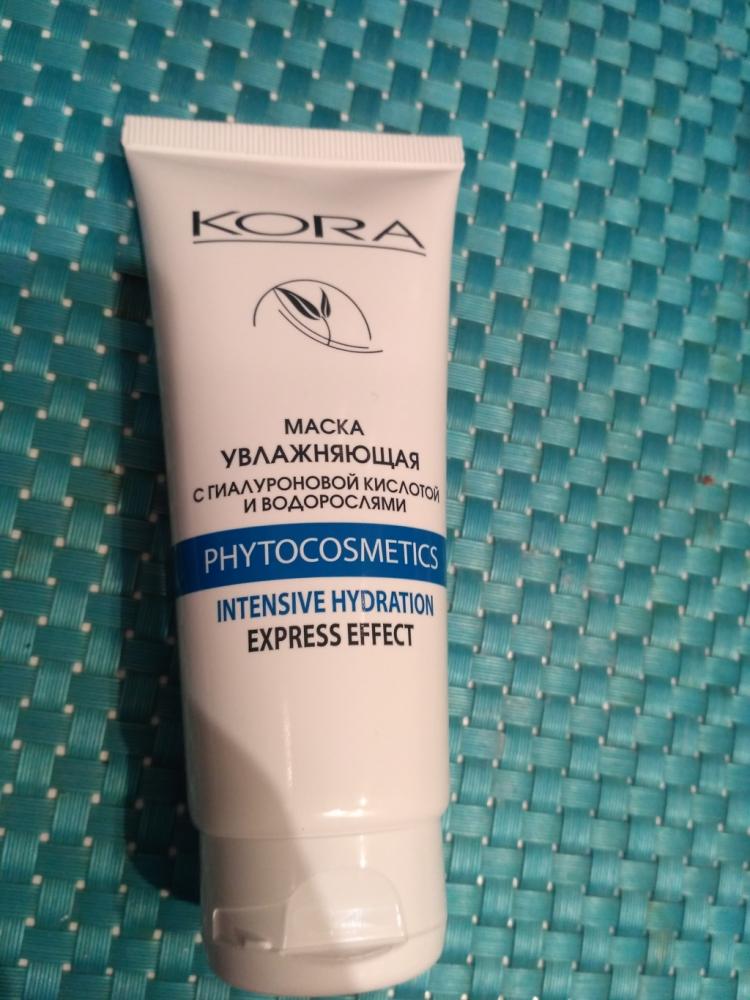 KORA
МАСКА
УВЛАЖНЯЮЩАЯ
С ГИАЛУРОНОВОЙ КИСЛОТОЙ
И ВОДОРОСЛЯМИ
PHYTOCOSMETICS
INTENSIVE HYDRATION
EXPRESS EFFECT